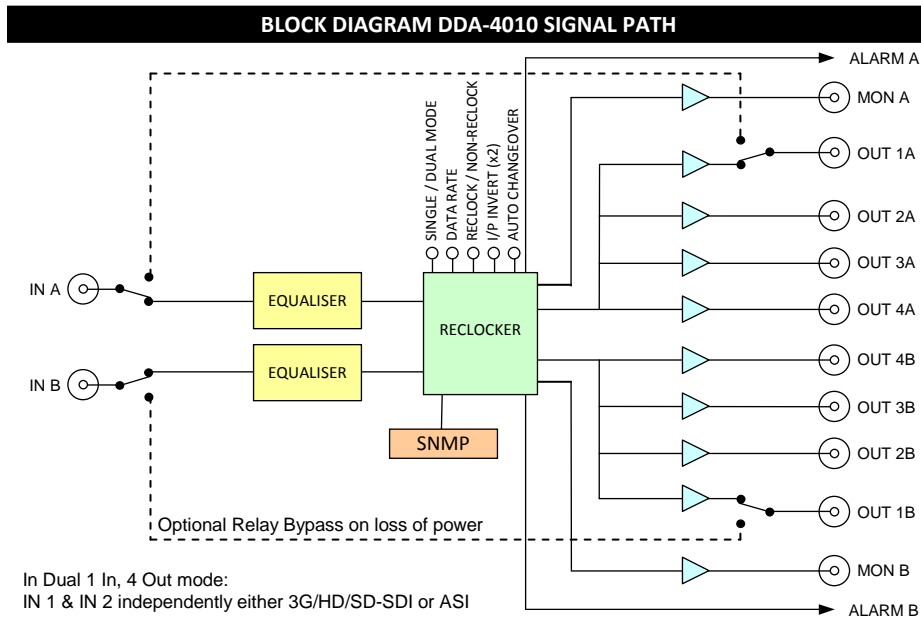 BLOCK DIAGRAM DDA-4010 SIGNAL PATH
ALARM A
MON A
OUT 1A
OUT 2A
OUT 3A
OUT 4A
OUT 4B
OUT 3B
OUT 2B
OUT 1B
MON B
ALARM B
SINGLE / DUAL MODE
DATA RATE
RECLOCK / NON-RECLOCK
I/P INVERT (x2)
AUTO CHANGEOVER
IN A
EQUALISER
RECLOCKER
IN B
EQUALISER
SNMP
Optional Relay Bypass on loss of power
In Dual 1 In, 4 Out mode:
IN 1 & IN 2 independently either 3G/HD/SD-SDI or ASI